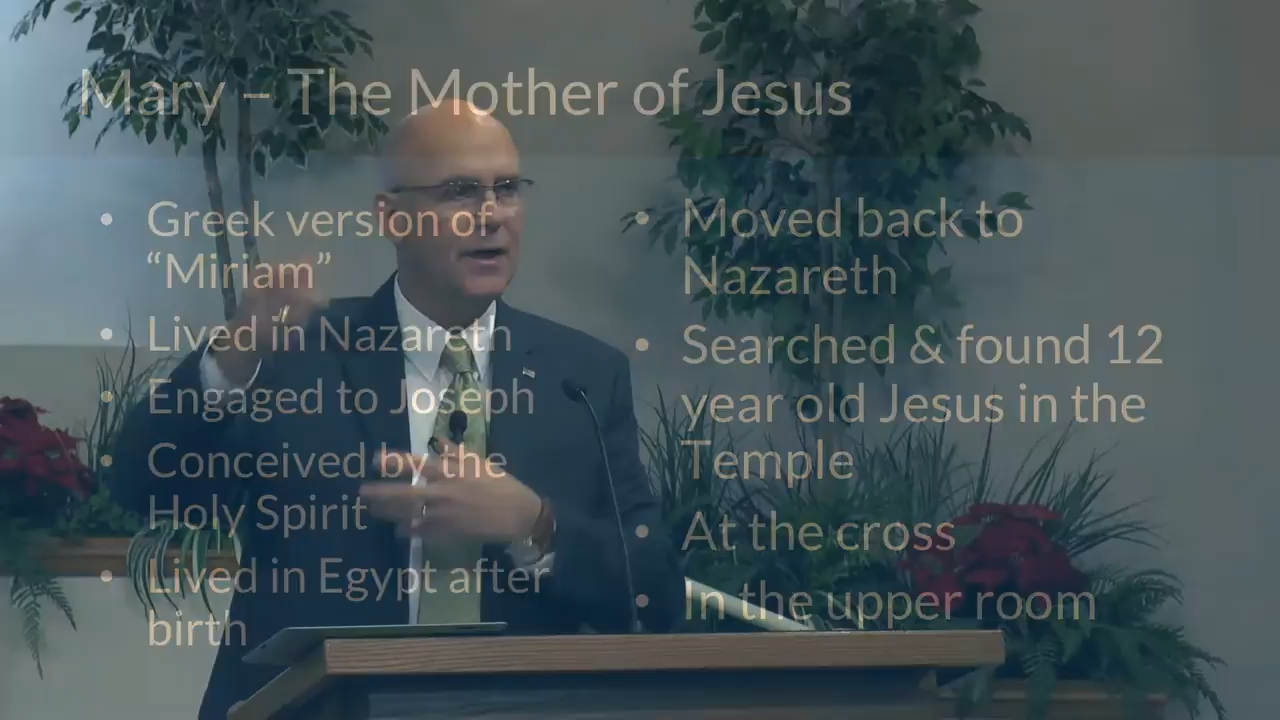 Mary – The Mother of Jesus
• Greek version of
“Miriam”
• Lived in Nazareth
• Engaged to Joseph
• Conceived by the
Holy Spirit
• Lived in Egypt after
birth
• Moved back to
Nazareth
• Searched & found 12
year old Jesus in the
Temple
• At the cross
• In the upper room